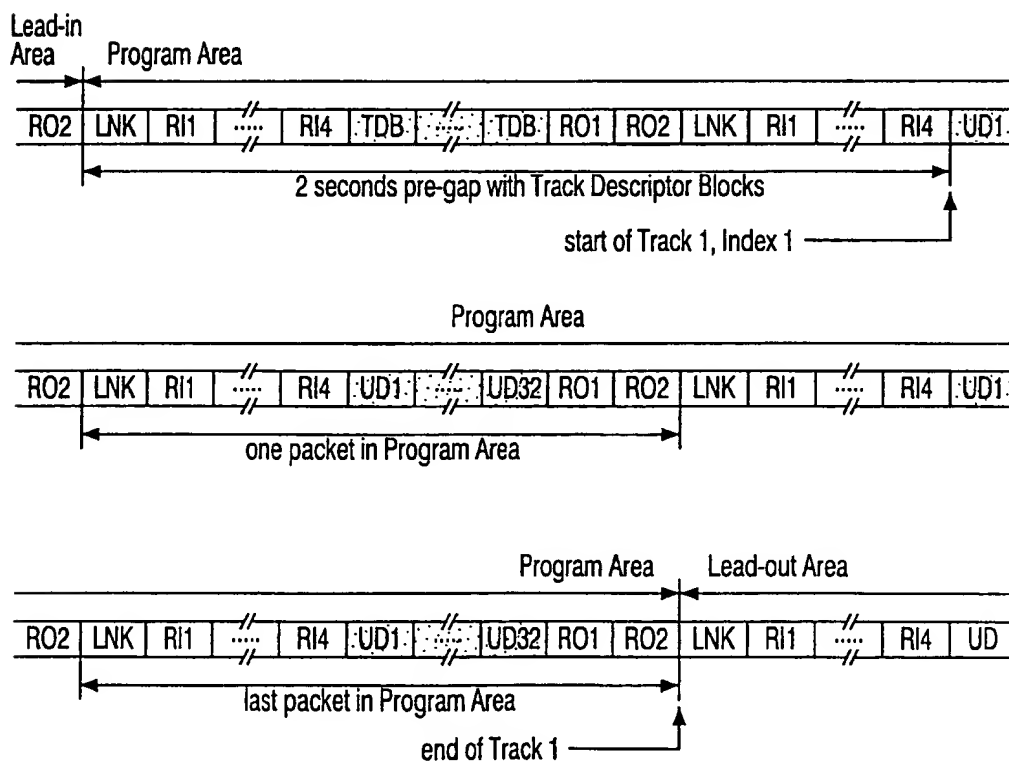 Lead-in
Area Program Area
RO2 LNK RI1 ..... RI4 TDB ..... TDB RO1 RO2 LNK RI1 ..... RI4 UD1
2 seconds pre-gap with Track Descriptor Blocks
start of Track 1, Index 1
Program Area
RO2 LNK RI1 ..... RI4 UD1 ..... UD32 RO1 RO2 LNK RI1 ..... RI4 UD1
one packet in Program Area
Program Area Lead-out Area
RO2 LNK RI1 ..... RI4 UD1 ..... UD32 RO1 RO2 LNK RI1 ..... RI4 UD
last packet in Program Area
end of Track 1